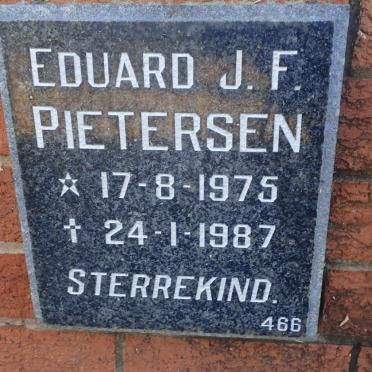 EDUARD J. F.
PIETERSEN
☆ 17-8-1975
† 24-1-1987
STERREKIND.
466